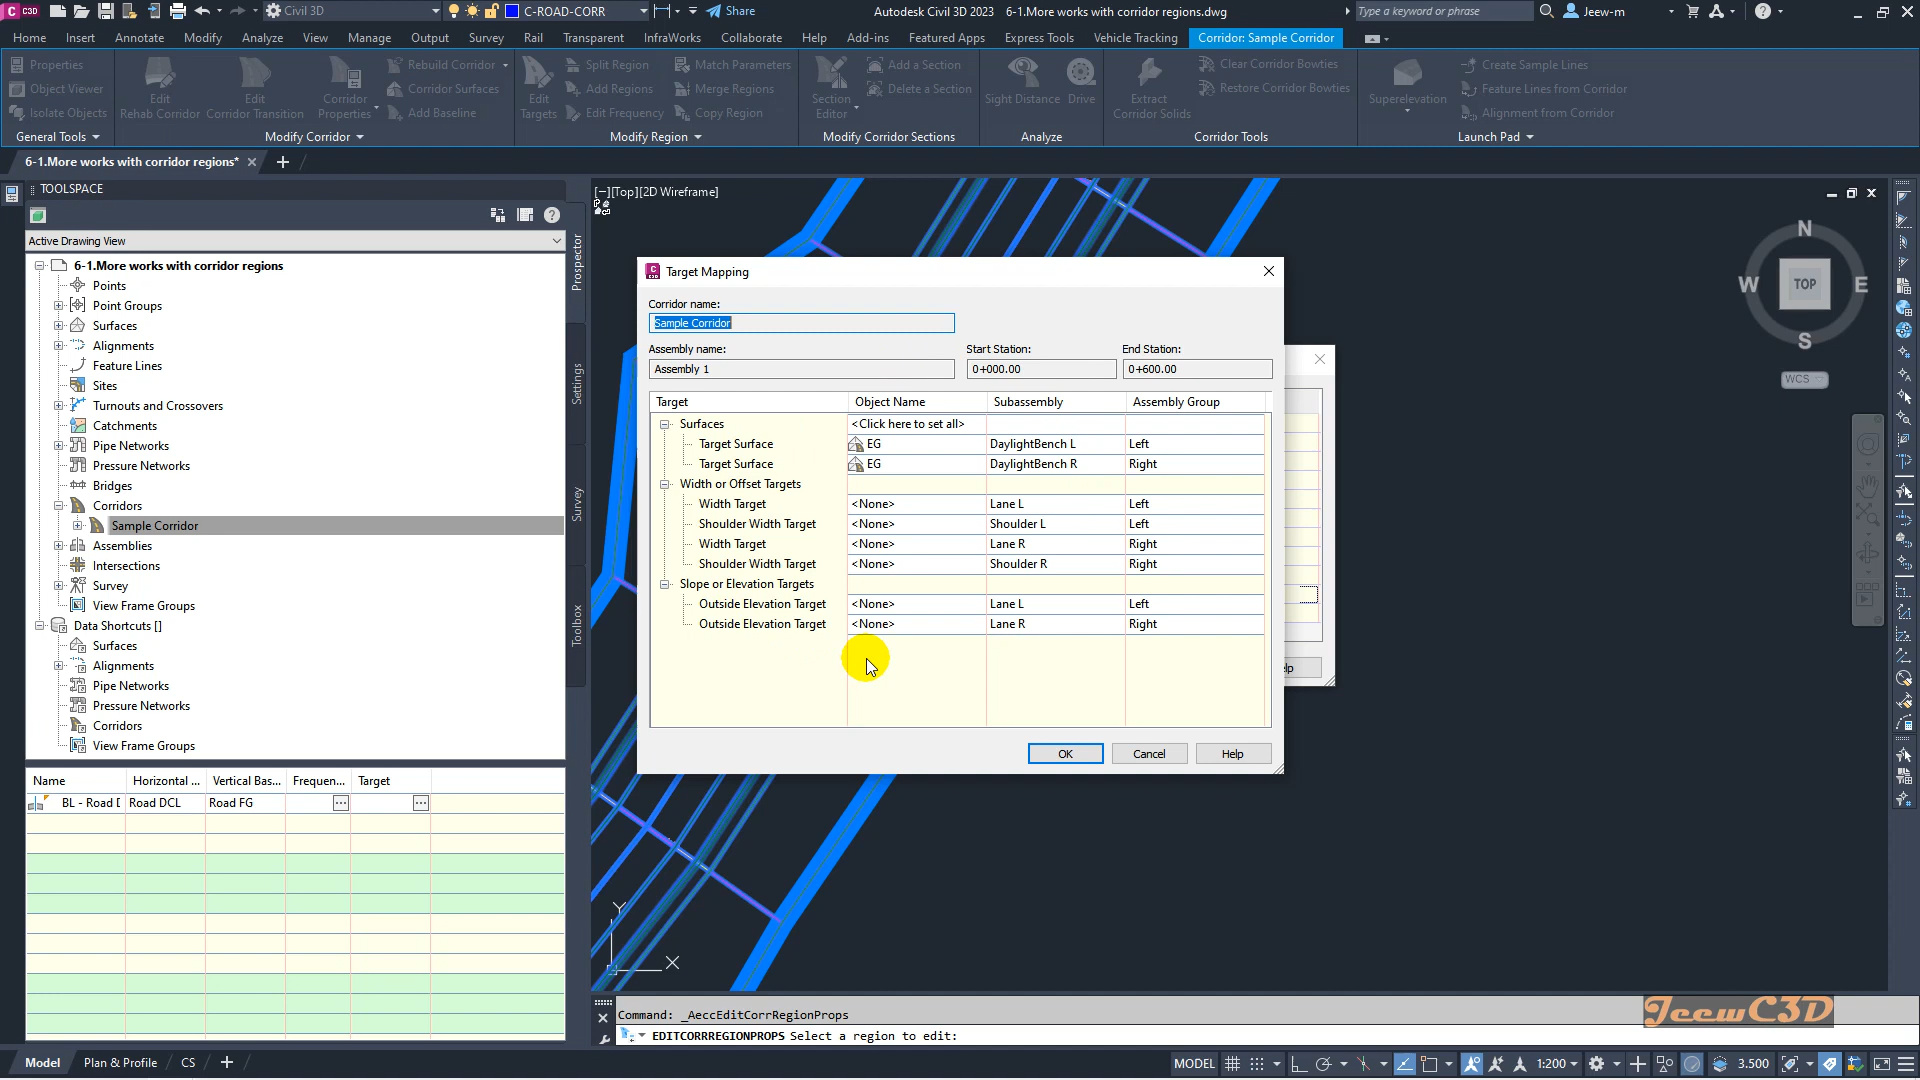 C3D Civil 3D C-ROAD-CORR Share Autodesk Civil 3D 2023 6-1.More works with corridor regions.dwg Type a keyword or phrase Jeew-m
Home Insert Annotate Modify Analyze View Manage Output Survey Rail Transparent InfraWorks Collaborate Help Add-ins Featured Apps Express Tools Vehicle Tracking Corridor: Sample Corridor
Properties
Object Viewer
Isolate Objects
General Tools
Edit
Rehab Corridor
Edit
Corridor Transition
Corridor
Properties
Rebuild Corridor
Corridor Surfaces
Add Baseline
Modify Corridor
Edit
Targets
Split Region
Add Regions
Edit Frequency
Match Parameters
Merge Regions
Copy Region
Modify Region
Section
Editor
Add a Section
Delete a Section
Modify Corridor Sections
Sight Distance
Drive
Analyze
Extract
Corridor Solids
Clear Corridor Bowties
Restore Corridor Bowties
Corridor Tools
Superelevation
Create Sample Lines
Feature Lines from Corridor
Alignment from Corridor
Launch Pad
6-1.More works with corridor regions*
TOOLSPACE
Active Drawing View
6-1.More works with corridor regions
Points
Point Groups
Surfaces
Alignments
Feature Lines
Sites
Turnouts and Crossovers
Catchments
Pipe Networks
Pressure Networks
Bridges
Corridors
Sample Corridor
Assemblies
Intersections
Survey
View Frame Groups
Data Shortcuts []
Surfaces
Alignments
Pipe Networks
Pressure Networks
Corridors
View Frame Groups
Prospector
Settings
Survey
Toolbox
Name Horizontal ... Vertical Bas... Frequen... Target
BL - Road D Road DCL Road FG ... ...
[−][Top][2D Wireframe]
Target Mapping
Corridor name:
Sample Corridor
Assembly name: Start Station: End Station:
Assembly 1 0+000.00 0+600.00
Target Object Name Subassembly Assembly Group
Surfaces <Click here to set all>
Target Surface EG DaylightBench L Left
Target Surface EG DaylightBench R Right
Width or Offset Targets
Width Target <None> Lane L Left
Shoulder Width Target <None> Shoulder L Left
Width Target <None> Lane R Right
Shoulder Width Target <None> Shoulder R Right
Slope or Elevation Targets
Outside Elevation Target <None> Lane L Left
Outside Elevation Target <None> Lane R Right
OK Cancel Help
lp
N
W TOP E
S
WCS
Y
X
Command: _AeccEditCorrRegionProps
EDITCORRREGIONPROPS Select a region to edit:
JeewC3D
Model Plan & Profile CS MODEL 1:200 3.500